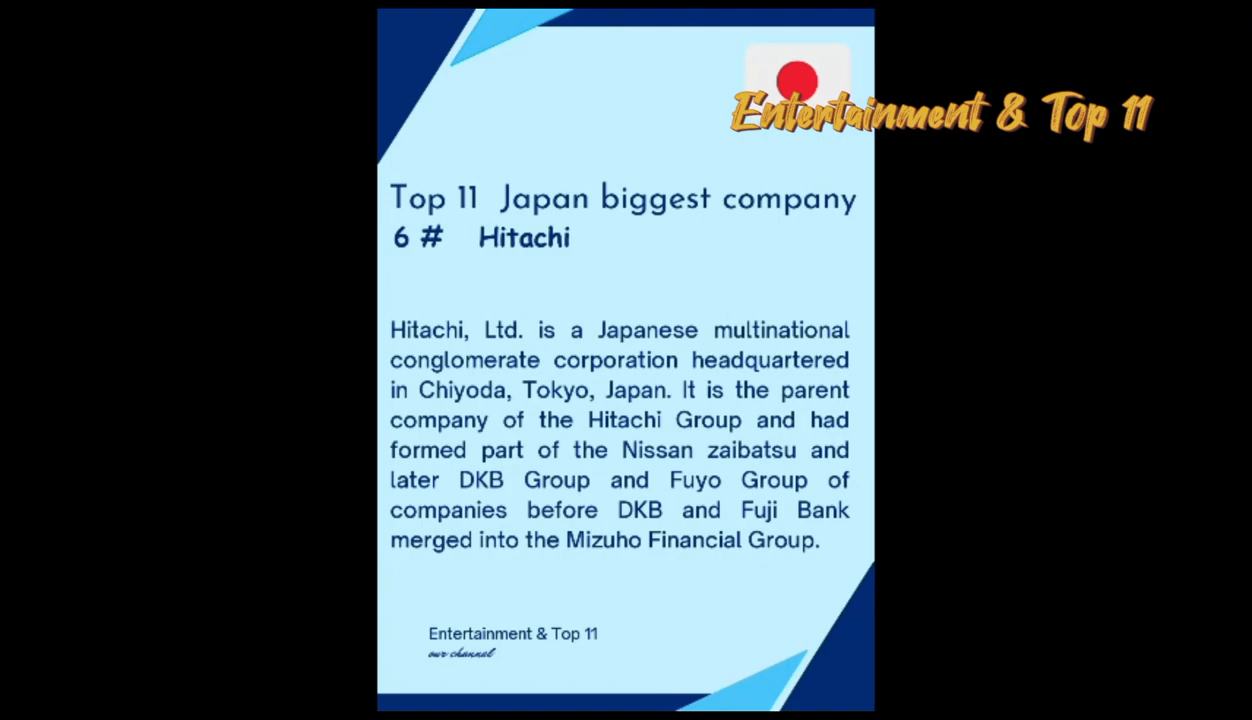 Entertainment & Top 11
Top 11 Japan biggest company
6 # Hitachi
Hitachi, Ltd. is a Japanese multinational
conglomerate corporation headquartered
in Chiyoda, Tokyo, Japan. It is the parent
company of the Hitachi Group and had
formed part of the Nissan zaibatsu and
later DKB Group and Fuyo Group of
companies before DKB and Fuji Bank
merged into the Mizuho Financial Group.
Entertainment & Top 11
our channel